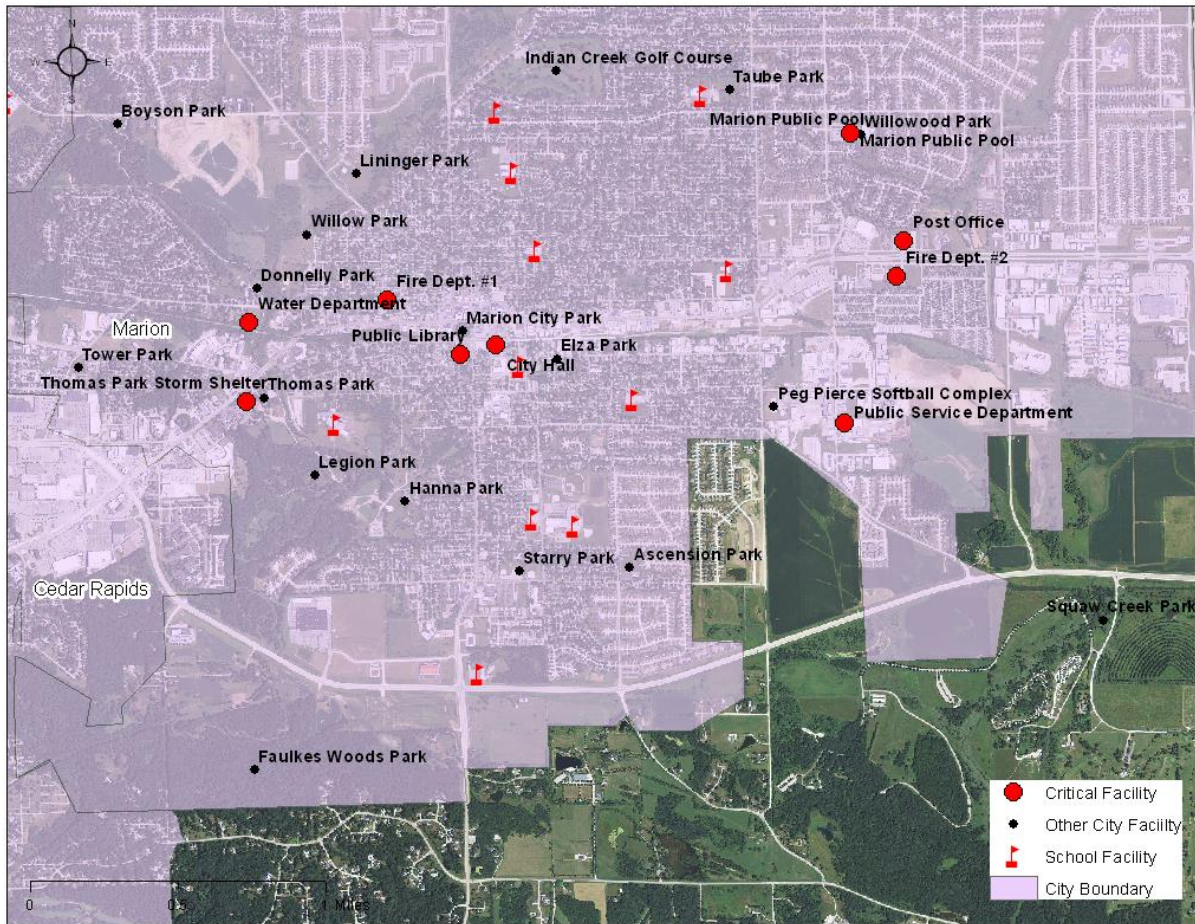 N
W E
S
Indian Creek Golf Course
Taube Park
Boyson Park
Marion Public Pool
Willowood Park
Marion Public Pool
Lininger Park
Willow Park
Post Office
Fire Dept. #2
Donnelly Park
Fire Dept. #1
Water Department
Marion
Marion City Park
Public Library
Elza Park
City Hall
Tower Park
Thomas Park Storm Shelter
Thomas Park
Peg Pierce Softball Complex
Public Service Department
Legion Park
Hanna Park
Starry Park
Ascension Park
Cedar Rapids
Squaw Creek Park
Faulkes Woods Park
Critical Facility
Other City Faciilty
School Facility
City Boundary
0 0.5 1 Miles